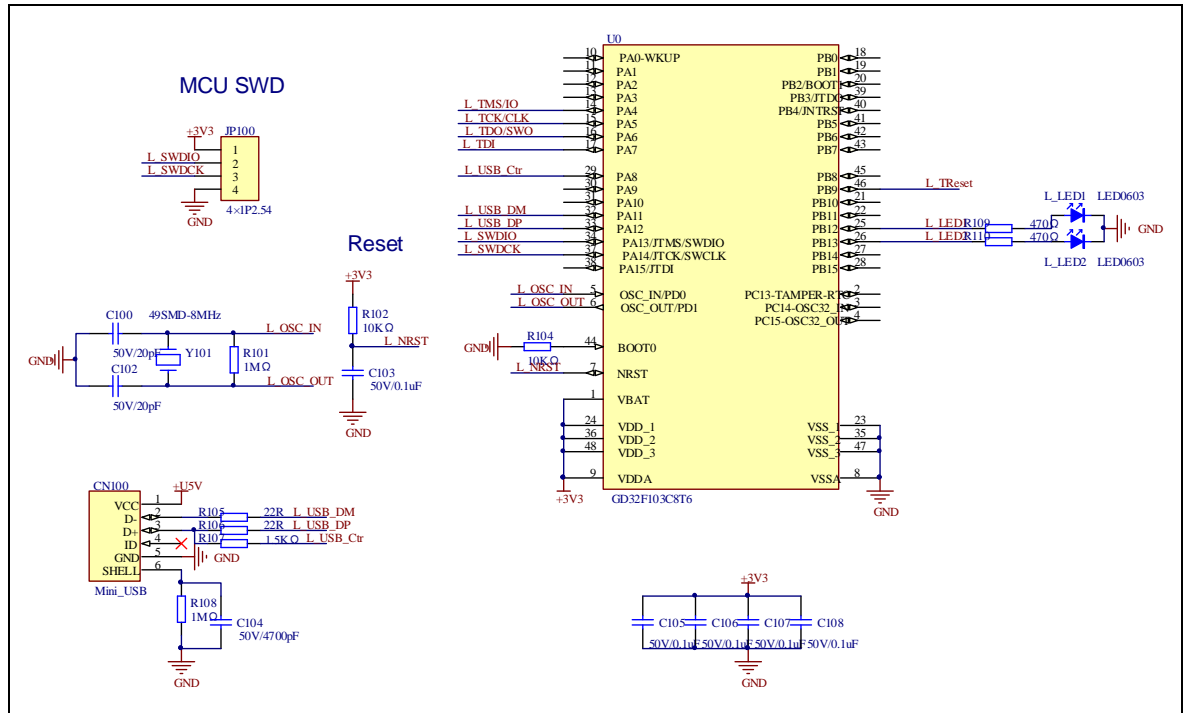 MCU SWD
+3V3
JP100
L_SWDIO
L_SWDCK
1
2
3
4
4×1P2.54
GND
Reset
+3V3
R102
10KΩ
L_NRST
C103
50V/0.1uF
GND
C100
49SMD-8MHz
L_OSC_IN
50V/20pF
Y101
R101
1MΩ
GND
C102
L_OSC_OUT
50V/20pF
CN100
+U5V
VCC 1
D- 2 R105 22R L_USB_DM
D+ 3 R106 22R L_USB_DP
ID 4 R107 1.5KΩ L_USB_Ctr
GND 5 GND
SHELL 6
Mini_USB
R108
1MΩ
C104
50V/4700pF
GND
U0
10 PA0-WKUP PB0 18
11 PA1 PB1 19
12 PA2 PB2/BOOT1 20
13 PA3 PB3/JTDO 39
L_TMS/IO 14 PA4 PB4/JNTRST 40
L_TCK/CLK 15 PA5 PB5 41
L_TDO/SWO 16 PA6 PB6 42
L_TDI 17 PA7 PB7 43
L_USB_Ctr 29 PA8 PB8 45
30 PA9 PB9 46 L_TReset
31 PA10 PB10 21
L_USB_DM 32 PA11 PB11 22
L_USB_DP 33 PA12 PB12 25 L_LED1 R109 470Ω
L_SWDIO 34 PA13/JTMS/SWDIO PB13 26 L_LED2 R110 470Ω
L_SWDCK 37 PA14/JTCK/SWCLK PB14 27
38 PA15/JTDI PB15 28
L_LED1 LED0603
GND
L_LED2 LED0603
L_OSC_IN 5 OSC_IN/PD0 PC13-TAMPER-RTC 2
L_OSC_OUT 6 OSC_OUT/PD1 PC14-OSC32_IN 3
PC15-OSC32_OUT 4
GND R104 44 BOOT0
10KΩ
L_NRST 7 NRST
1 VBAT
24 VDD_1 VSS_1 23
36 VDD_2 VSS_2 35
48 VDD_3 VSS_3 47
9 VDDA VSSA 8
+3V3
GD32F103C8T6
GND
+3V3
C105 C106 C107 C108
50V/0.1uF 50V/0.1uF 50V/0.1uF 50V/0.1uF
GND